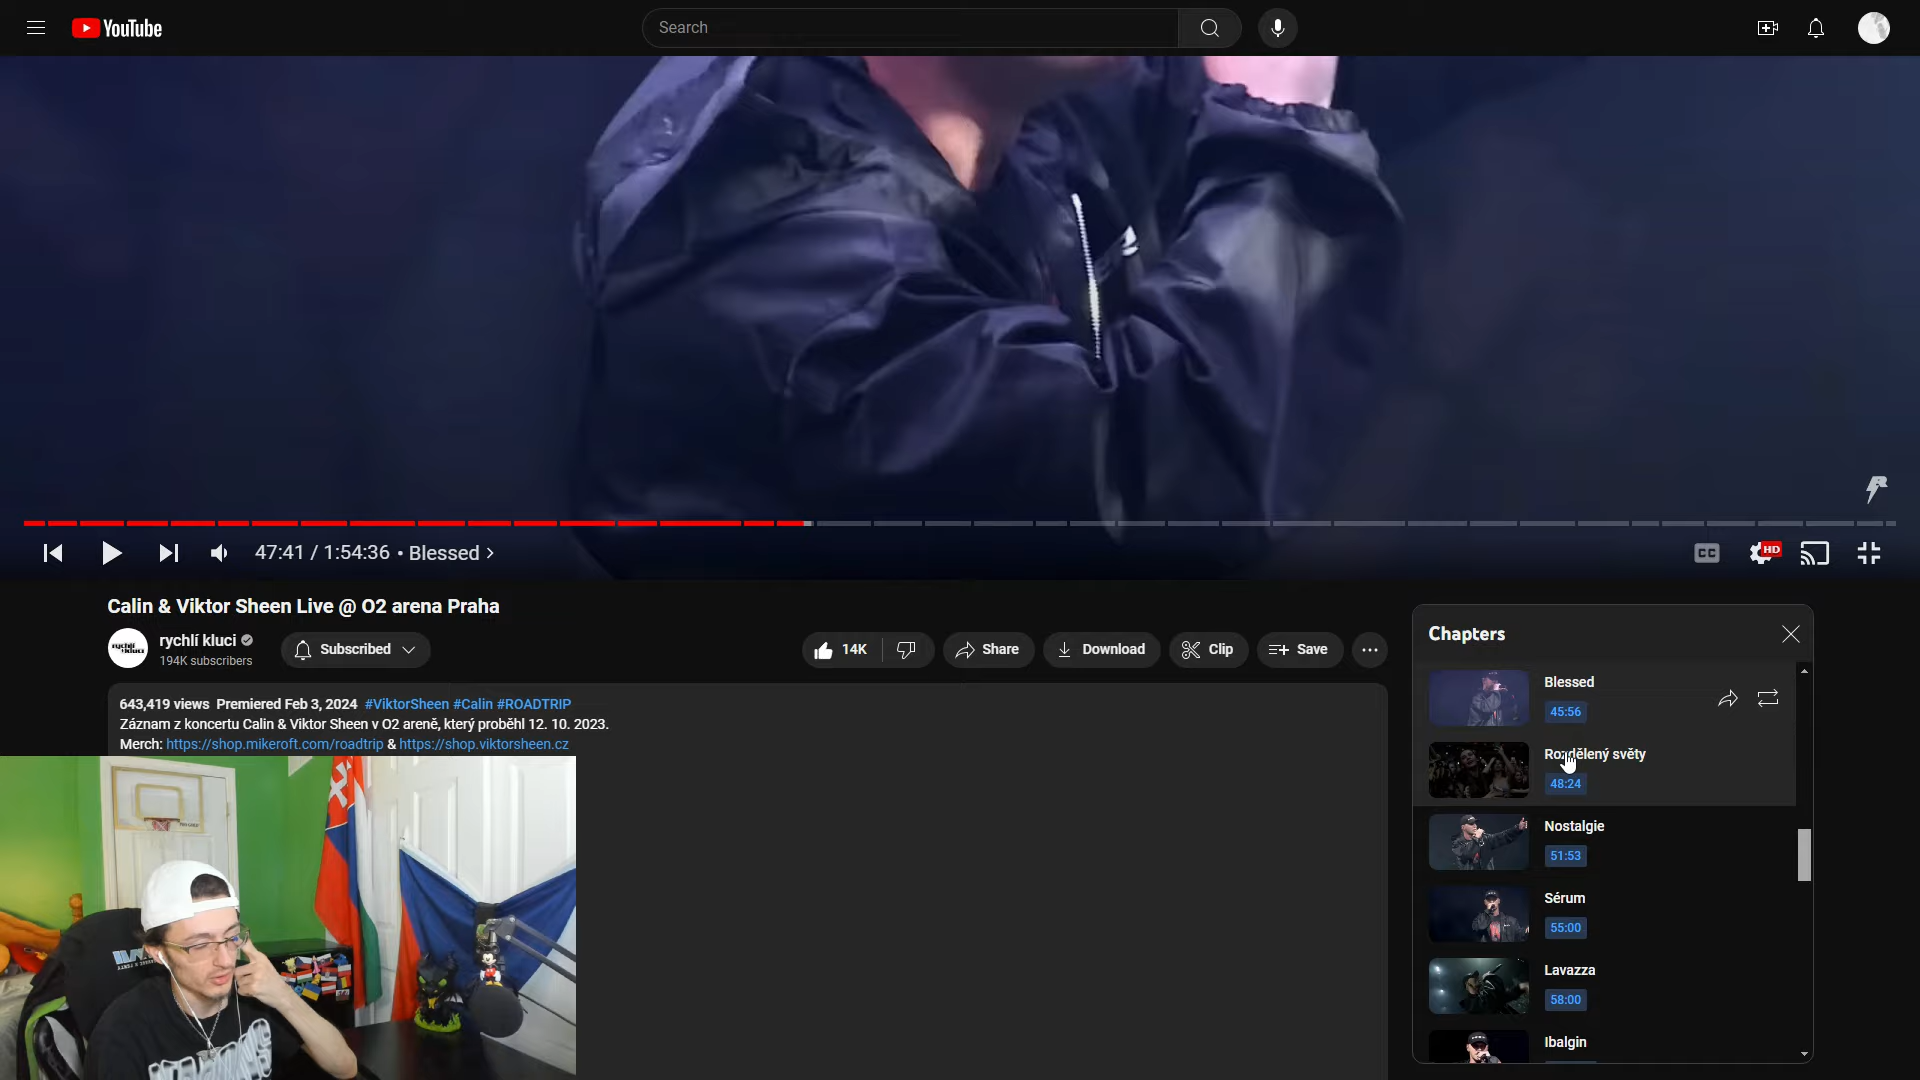 YouTube
Search
47:41 / 1:54:36 • Blessed
CC
HD
Calin & Viktor Sheen Live @ O2 arena Praha
rychlí kluci
194K subscribers
Subscribed
14K
Share
Download
Clip
Save
643,419 views Premiered Feb 3, 2024 #ViktorSheen #Calin #ROADTRIP
Záznam z koncertu Calin & Viktor Sheen v O2 areně, který proběhl 12. 10. 2023.
Merch: https://shop.mikeroft.com/roadtrip & https://shop.viktorsheen.cz
Chapters
Blessed
45:56
Rozdělený světy
48:24
Nostalgie
51:53
Sérum
55:00
Lavazza
58:00
Ibalgin